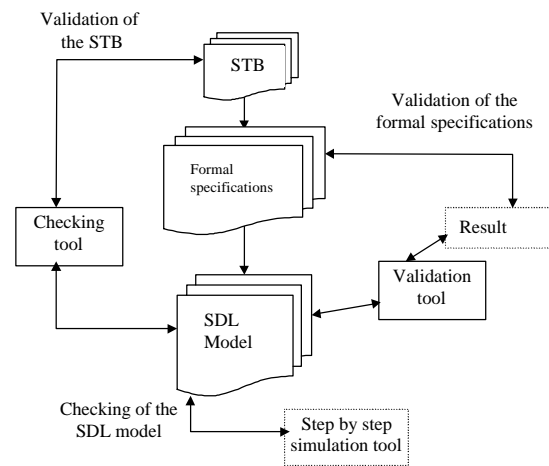 Validation of
the STB
STB
Validation of the
formal specifications
Formal
specifications
Checking
tool
Result
Validation
tool
SDL
Model
Checking of the
SDL model
Step by step
simulation tool